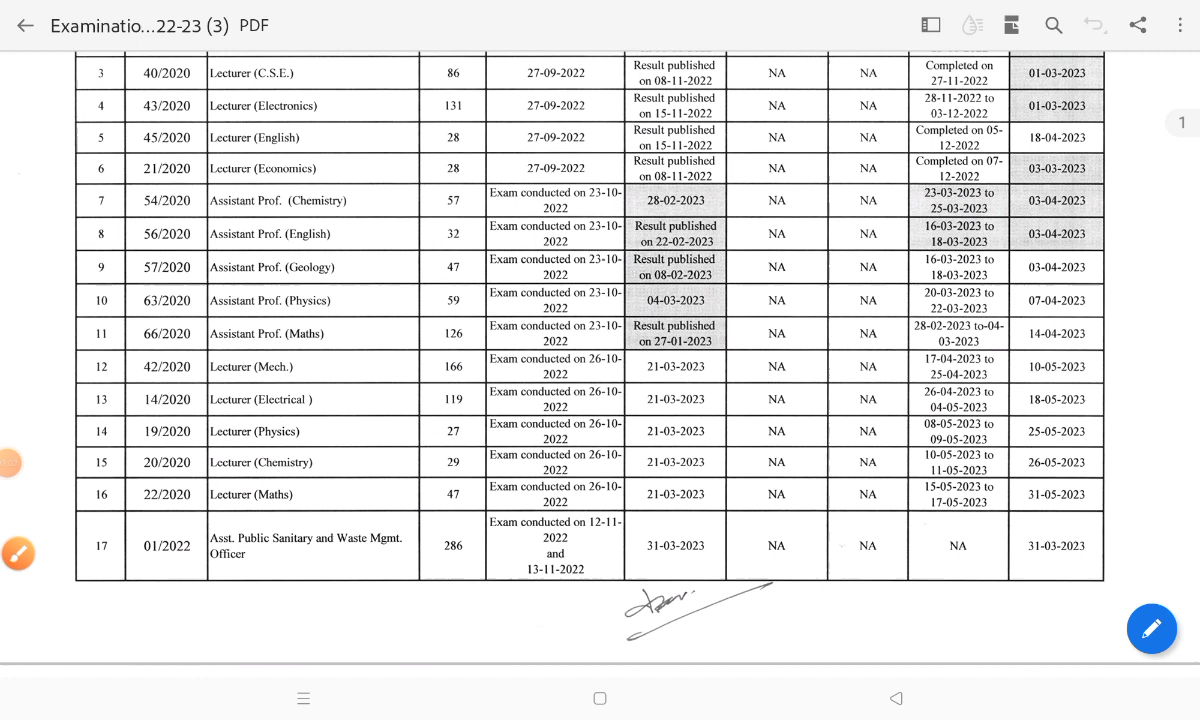 Examinatio...22-23 (3) PDF
3 40/2020 Lecturer (C.S.E.) 86 27-09-2022 Result published on 08-11-2022 NA NA Completed on 27-11-2022 01-03-2023
4 43/2020 Lecturer (Electronics) 131 27-09-2022 Result published on 15-11-2022 NA NA 28-11-2022 to 03-12-2022 01-03-2023
5 45/2020 Lecturer (English) 28 27-09-2022 Result published on 15-11-2022 NA NA Completed on 05-12-2022 18-04-2023
6 21/2020 Lecturer (Economics) 28 27-09-2022 Result published on 08-11-2022 NA NA Completed on 07-12-2022 03-03-2023
7 54/2020 Assistant Prof. (Chemistry) 57 Exam conducted on 23-10-2022 28-02-2023 NA NA 23-03-2023 to 25-03-2023 03-04-2023
8 56/2020 Assistant Prof. (English) 32 Exam conducted on 23-10-2022 Result published on 22-02-2023 NA NA 16-03-2023 to 18-03-2023 03-04-2023
9 57/2020 Assistant Prof. (Geology) 47 Exam conducted on 23-10-2022 Result published on 08-02-2023 NA NA 16-03-2023 to 18-03-2023 03-04-2023
10 63/2020 Assistant Prof. (Physics) 59 Exam conducted on 23-10-2022 04-03-2023 NA NA 20-03-2023 to 22-03-2023 07-04-2023
11 66/2020 Assistant Prof. (Maths) 126 Exam conducted on 23-10-2022 Result published on 27-01-2023 NA NA 28-02-2023 to-04-03-2023 14-04-2023
12 42/2020 Lecturer (Mech.) 166 Exam conducted on 26-10-2022 21-03-2023 NA NA 17-04-2023 to 25-04-2023 10-05-2023
13 14/2020 Lecturer (Electrical ) 119 Exam conducted on 26-10-2022 21-03-2023 NA NA 26-04-2023 to 04-05-2023 18-05-2023
14 19/2020 Lecturer (Physics) 27 Exam conducted on 26-10-2022 21-03-2023 NA NA 08-05-2023 to 09-05-2023 25-05-2023
15 20/2020 Lecturer (Chemistry) 29 Exam conducted on 26-10-2022 21-03-2023 NA NA 10-05-2023 to 11-05-2023 26-05-2023
16 22/2020 Lecturer (Maths) 47 Exam conducted on 26-10-2022 21-03-2023 NA NA 15-05-2023 to 17-05-2023 31-05-2023
17 01/2022 Asst. Public Sanitary and Waste Mgmt. Officer 286 Exam conducted on 12-11-2022 and 13-11-2022 31-03-2023 NA NA NA 31-03-2023
1